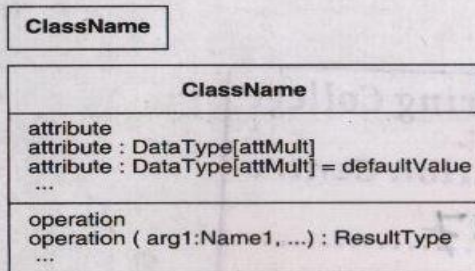 ClassName
ClassName
attribute
attribute : DataType[attMult]
attribute : DataType[attMult] = defaultValue
...
operation
operation ( arg1:Name1, ...) : ResultType
...